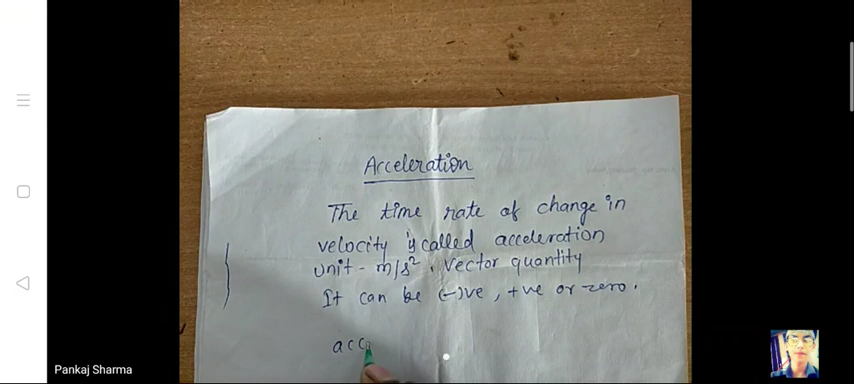 Acceleration
The time rate of change in
velocity is called acceleration
unit - m/s², vector quantity
It can be (-)ve, +ve or zero.
acc
Pankaj Sharma